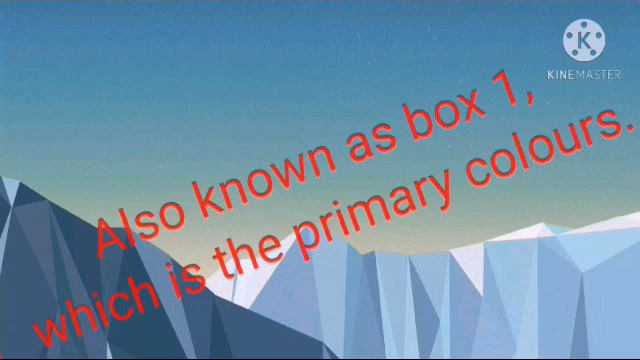 KINEMASTER
Also known as box 1,
which is the primary colours.